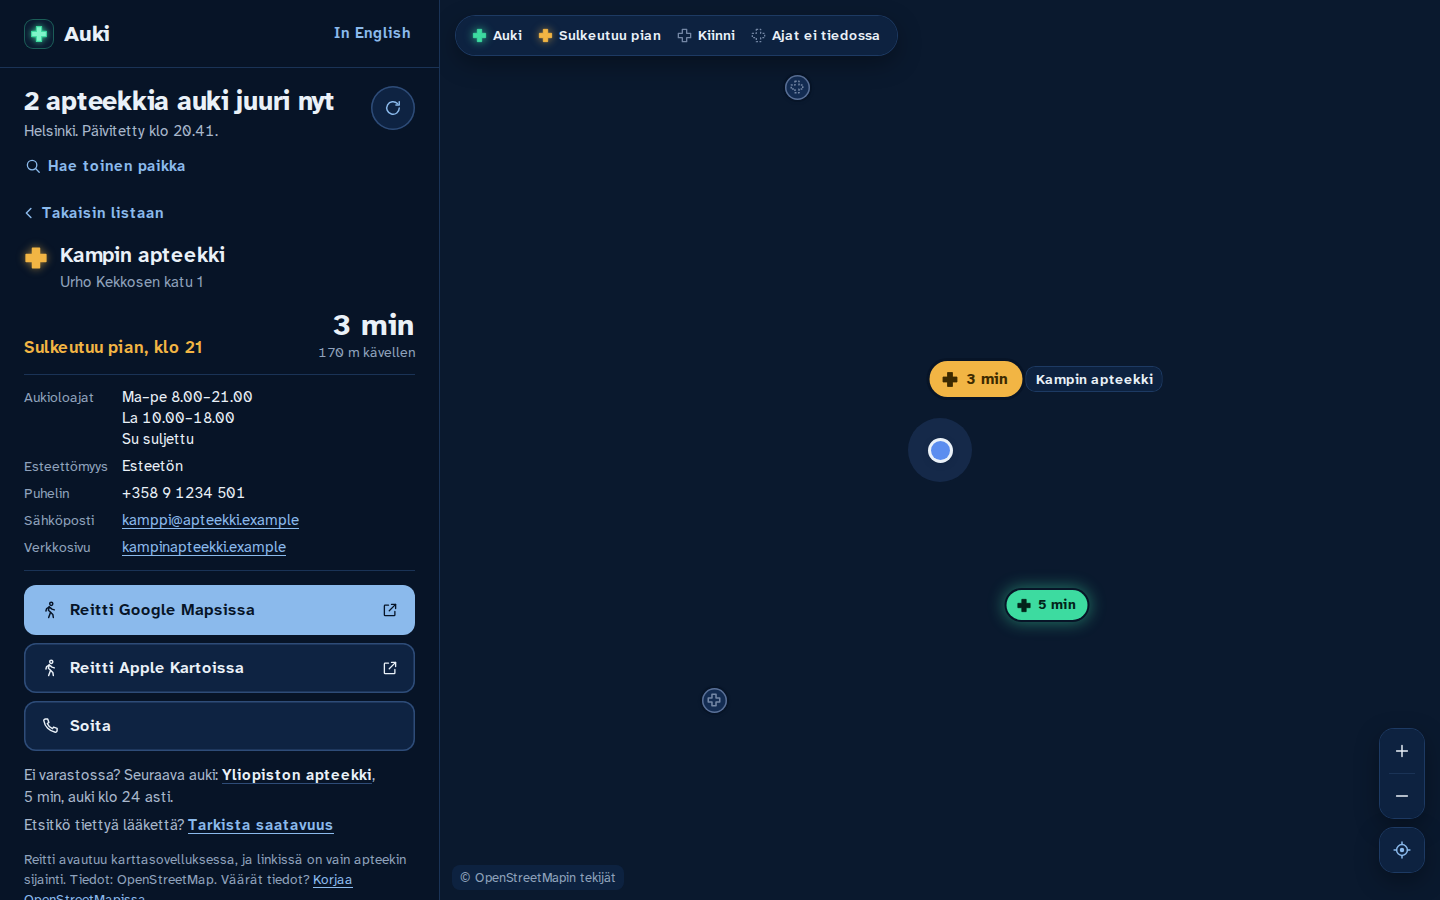 Auki
In English
2 apteekkia auki juuri nyt
Helsinki. Päivitetty klo 20.41.
Hae toinen paikka
Takaisin listaan
Kampin apteekki
Urho Kekkosen katu 1
3 min
Sulkeutuu pian, klo 21
170 m kävellen
Aukioloajat
Ma–pe 8.00–21.00
La 10.00–18.00
Su suljettu
Esteettömyys Esteetön
Puhelin +358 9 1234 501
Sähköposti kamppi@apteekki.example
Verkkosivu kampinapteekki.example
Reitti Google Mapsissa
Reitti Apple Kartoissa
Soita
Ei varastossa? Seuraava auki: Yliopiston apteekki,
5 min, auki klo 24 asti.
Etsitkö tiettyä lääkettä? Tarkista saatavuus
Reitti avautuu karttasovelluksessa, ja linkissä on vain apteekin
sijainti. Tiedot: OpenStreetMap. Väärät tiedot? Korjaa
OpenStreetMapissa
Auki Sulkeutuu pian Kiinni Ajat ei tiedossa
3 min Kampin apteekki
5 min
© OpenStreetMapin tekijät